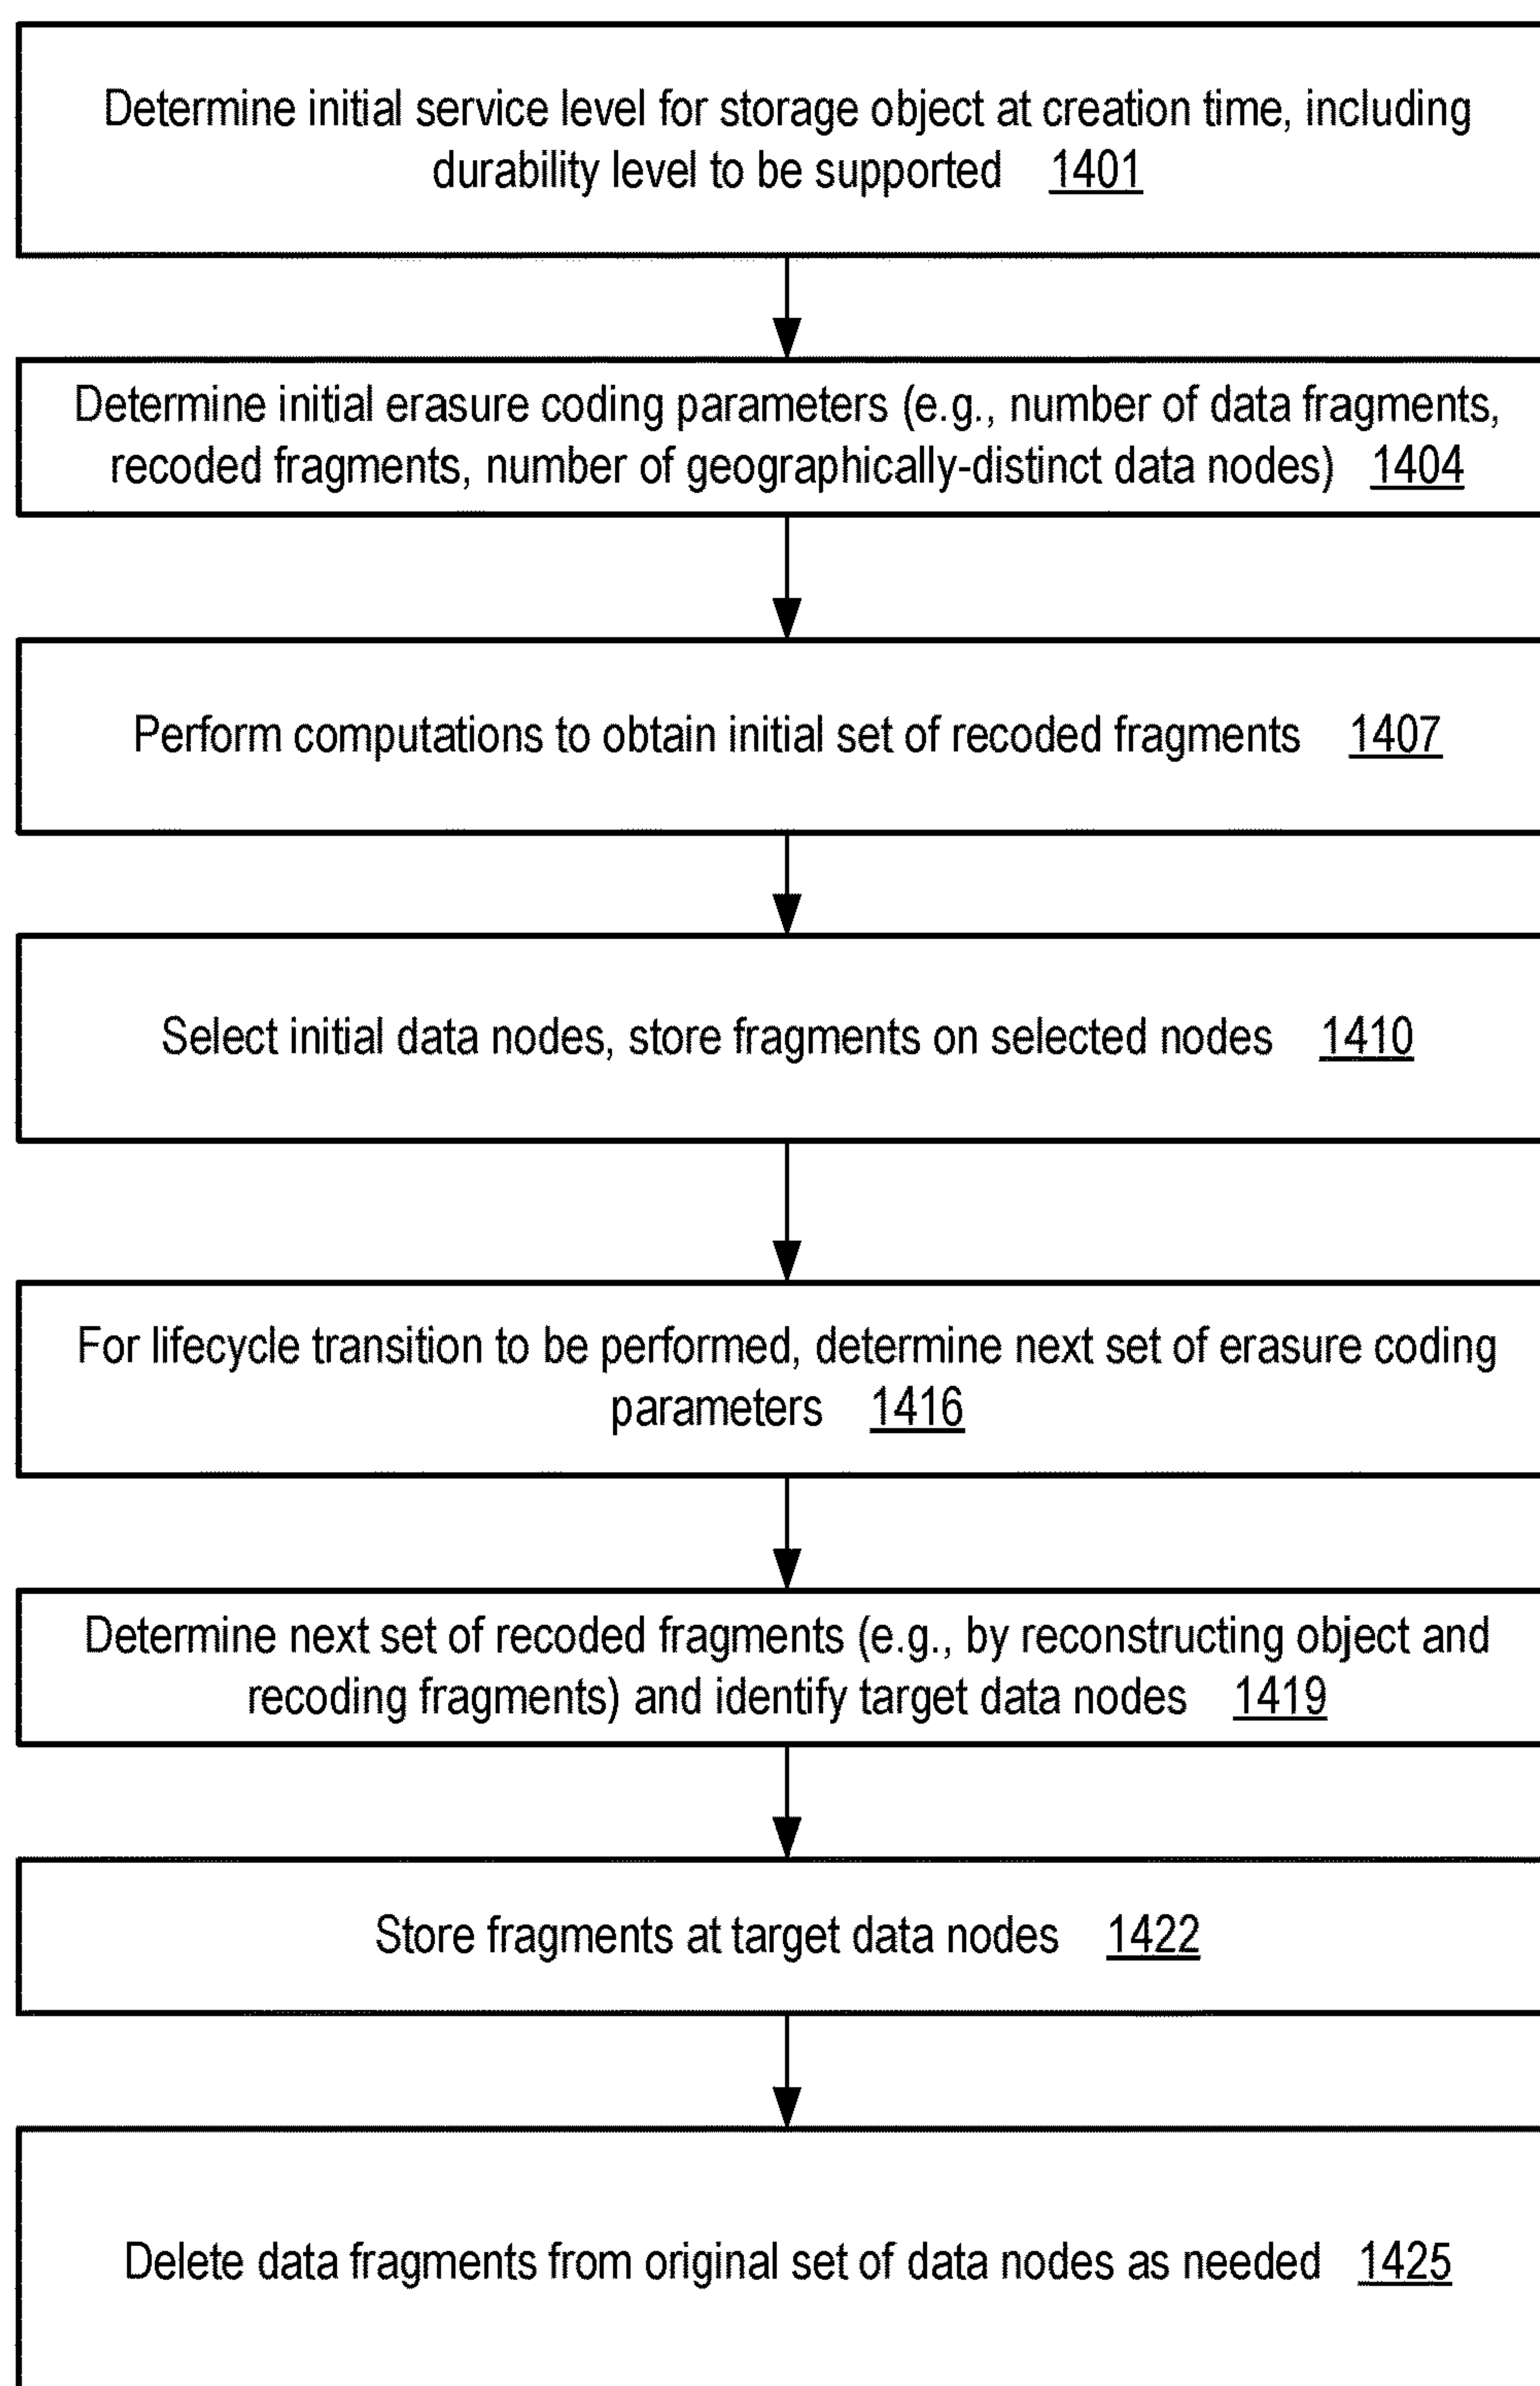 Determine initial service level for storage object at creation time, including
durability level to be supported 1401
Determine initial erasure coding parameters (e.g., number of data fragments,
recoded fragments, number of geographically-distinct data nodes) 1404
Perform computations to obtain initial set of recoded fragments 1407
Select initial data nodes, store fragments on selected nodes 1410
For lifecycle transition to be performed, determine next set of erasure coding
parameters 1416
Determine next set of recoded fragments (e.g., by reconstructing object and
recoding fragments) and identify target data nodes 1419
Store fragments at target data nodes 1422
Delete data fragments from original set of data nodes as needed 1425